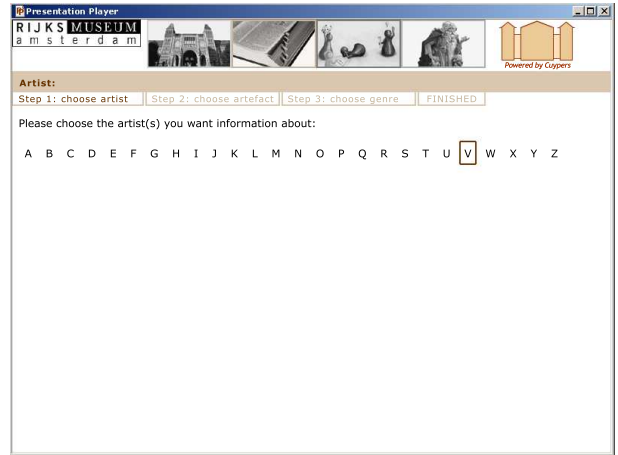 Presentation Player
RIJKS MUSEUM
amsterdam
Powered by Cuypers
Artist:
Step 1: choose artist Step 2: choose artefact Step 3: choose genre FINISHED
Please choose the artist(s) you want information about:
A B C D E F G H I J K L M N O P Q R S T U V W X Y Z